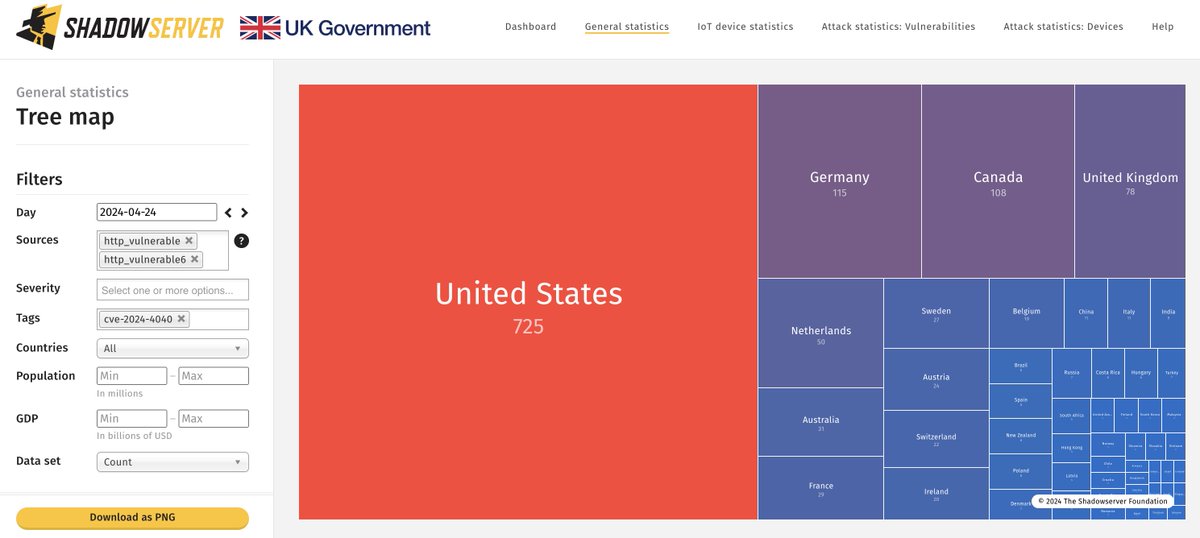 SHADOWSERVER
UK Government
Dashboard
General statistics
IoT device statistics
Attack statistics: Vulnerabilities
Attack statistics: Devices
Help
General statistics
Tree map
Filters
Day
2024-04-24
Sources
http_vulnerable
http_vulnerable6
?
Severity
Select one or more options...
Tags
cve-2024-4040
Countries
All
Population
Min
–
Max
In millions
GDP
Min
–
Max
In billions of USD
Data set
Count
Download as PNG
United States
725
Germany
115
Canada
108
United Kingdom
78
Netherlands
50
Australia
31
France
29
Sweden
27
Austria
24
Switzerland
22
Ireland
20
Belgium
China
Italy
India
Brazil
Spain
New Zealand
Poland
Denmark
Russia
Costa Rica
Hungary
Turkey
South Africa
Hong Kong
Latvia
Finland
South Korea
Malaysia
© 2024 The Shadowserver Foundation